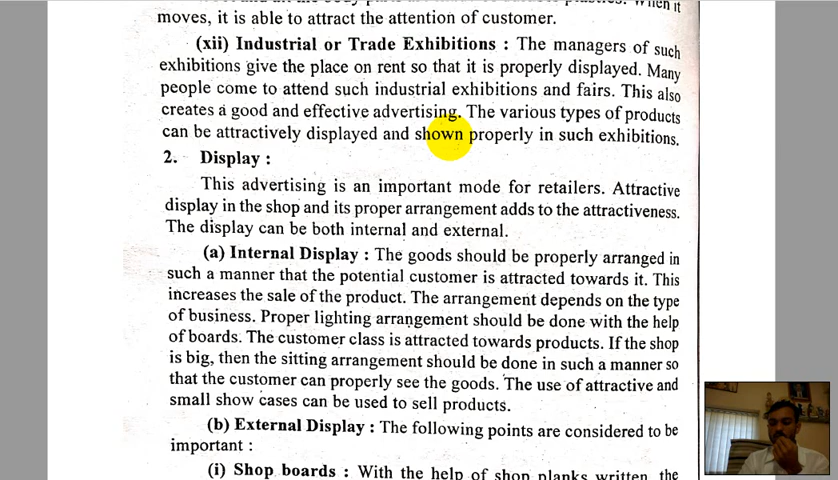 When it
moves, it is able to attract the attention of customer.
(xii) Industrial or Trade Exhibitions : The managers of such
exhibitions give the place on rent so that it is properly displayed. Many
people come to attend such industrial exhibitions and fairs. This also
creates a good and effective advertising. The various types of products
can be attractively displayed and shown properly in such exhibitions.
2. Display :
This advertising is an important mode for retailers. Attractive
display in the shop and its proper arrangement adds to the attractiveness.
The display can be both internal and external.
(a) Internal Display : The goods should be properly arranged in
such a manner that the potential customer is attracted towards it. This
increases the sale of the product. The arrangement depends on the type
of business. Proper lighting arrangement should be done with the help
of boards. The customer class is attracted towards products. If the shop
is big, then the sitting arrangement should be done in such a manner so
that the customer can properly see the goods. The use of attractive and
small show cases can be used to sell products.
(b) External Display : The following points are considered to be
important :
(i) Shop boards : With the help of shop planks written, the